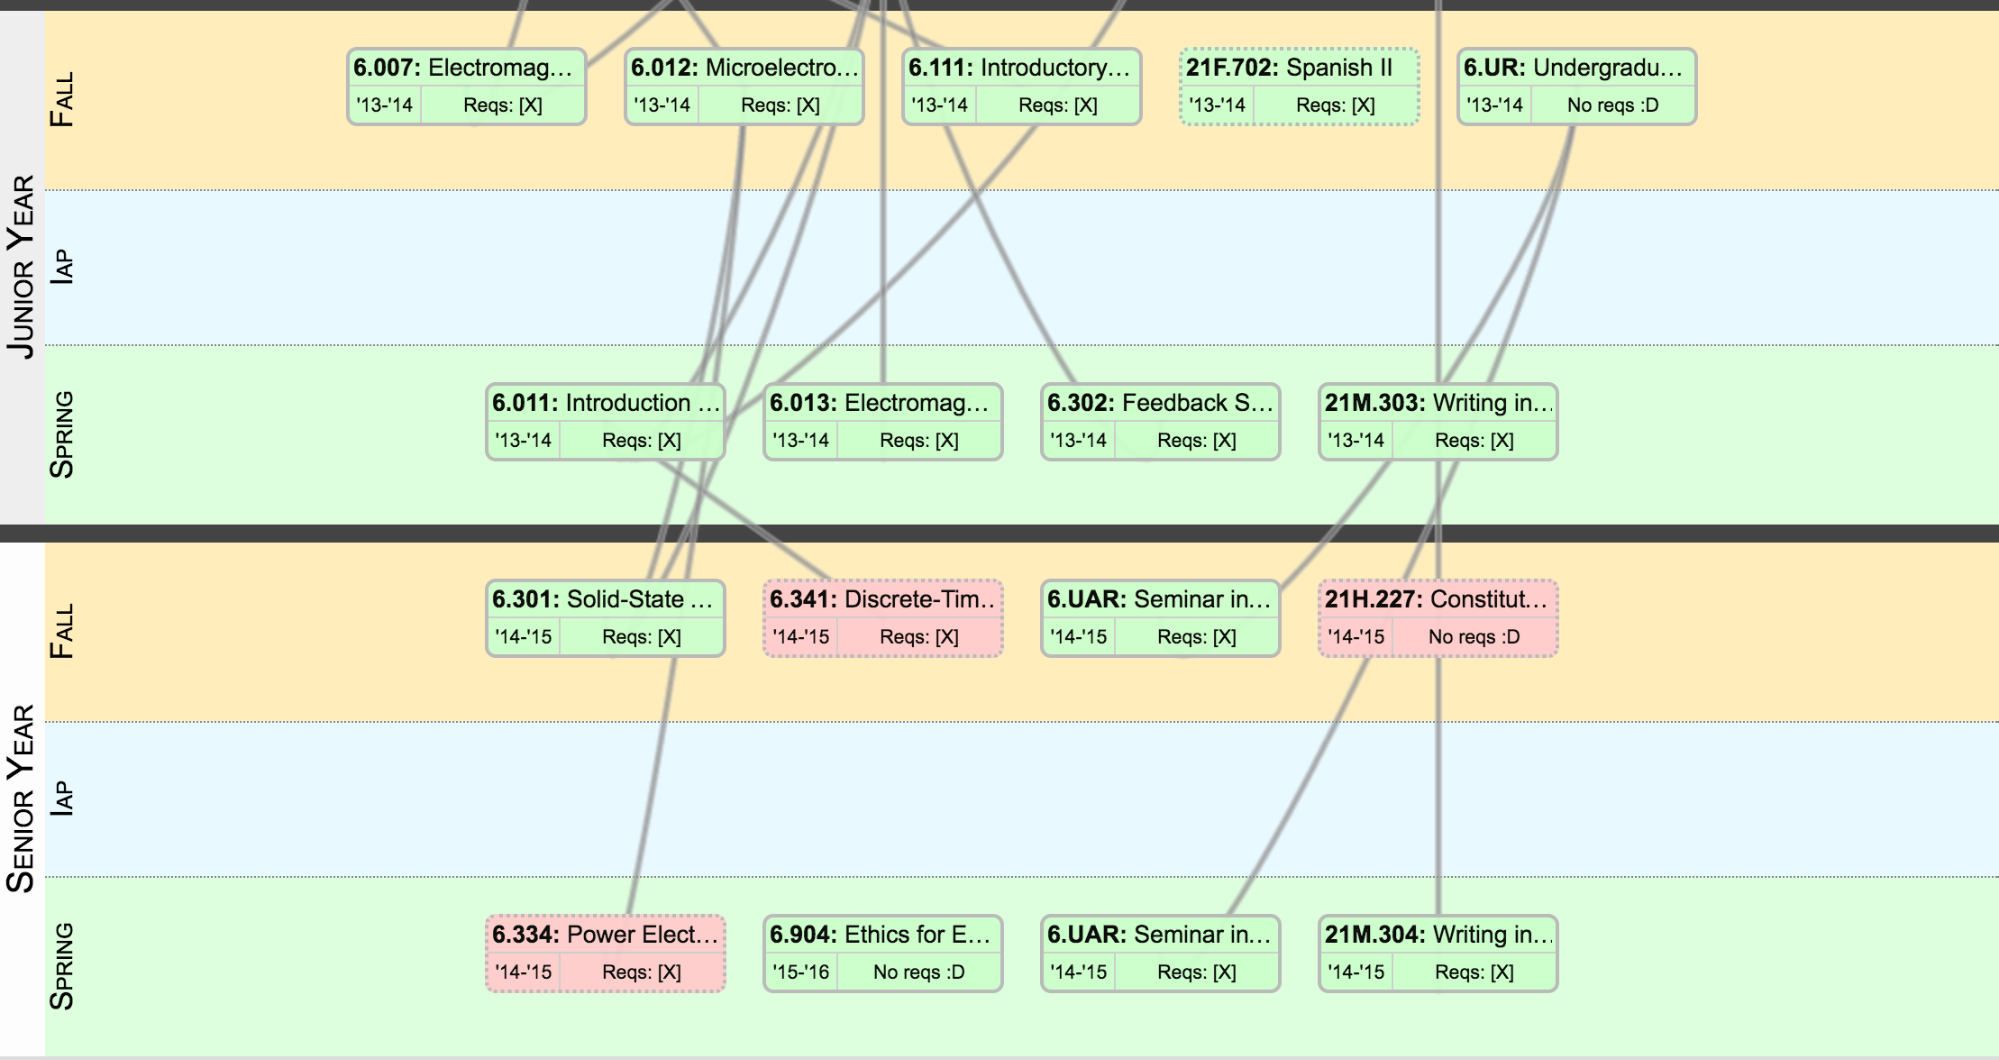 JUNIOR YEAR
FALL
6.007: Electromag...
'13-'14 Reqs: [X]
6.012: Microelectro...
'13-'14 Reqs: [X]
6.111: Introductory...
'13-'14 Reqs: [X]
21F.702: Spanish II
'13-'14 Reqs: [X]
6.UR: Undergradu...
'13-'14 No reqs :D
IAP
SPRING
6.011: Introduction ...
'13-'14 Reqs: [X]
6.013: Electromag...
'13-'14 Reqs: [X]
6.302: Feedback S...
'13-'14 Reqs: [X]
21M.303: Writing in...
'13-'14 Reqs: [X]
SENIOR YEAR
FALL
6.301: Solid-State ...
'14-'15 Reqs: [X]
6.341: Discrete-Tim...
'14-'15 Reqs: [X]
6.UAR: Seminar in...
'14-'15 Reqs: [X]
21H.227: Constitut...
'14-'15 No reqs :D
IAP
SPRING
6.334: Power Elect...
'14-'15 Reqs: [X]
6.904: Ethics for E...
'15-'16 No reqs :D
6.UAR: Seminar in...
'14-'15 Reqs: [X]
21M.304: Writing in...
'14-'15 Reqs: [X]